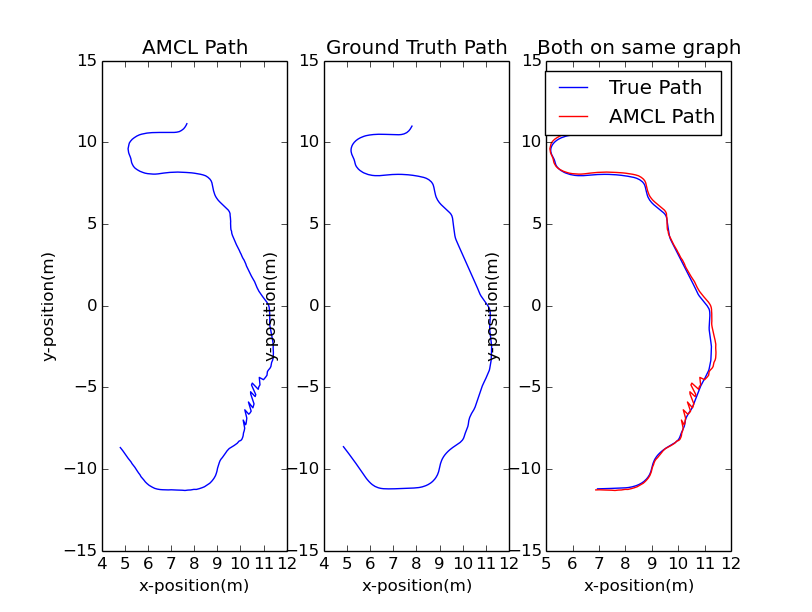 AMCL Path
Ground Truth Path
Both on same graph
True Path
AMCL Path
15
10
5
0
−5
−10
−15
15
10
5
0
−5
−10
−15
15
10
5
0
−5
−10
−15
y-position(m)
y-position(m)
y-position(m)
4 5 6 7 8 9 10 11 12
4 5 6 7 8 9 10 11 12
5 6 7 8 9 10 11 12
x-position(m)
x-position(m)
x-position(m)